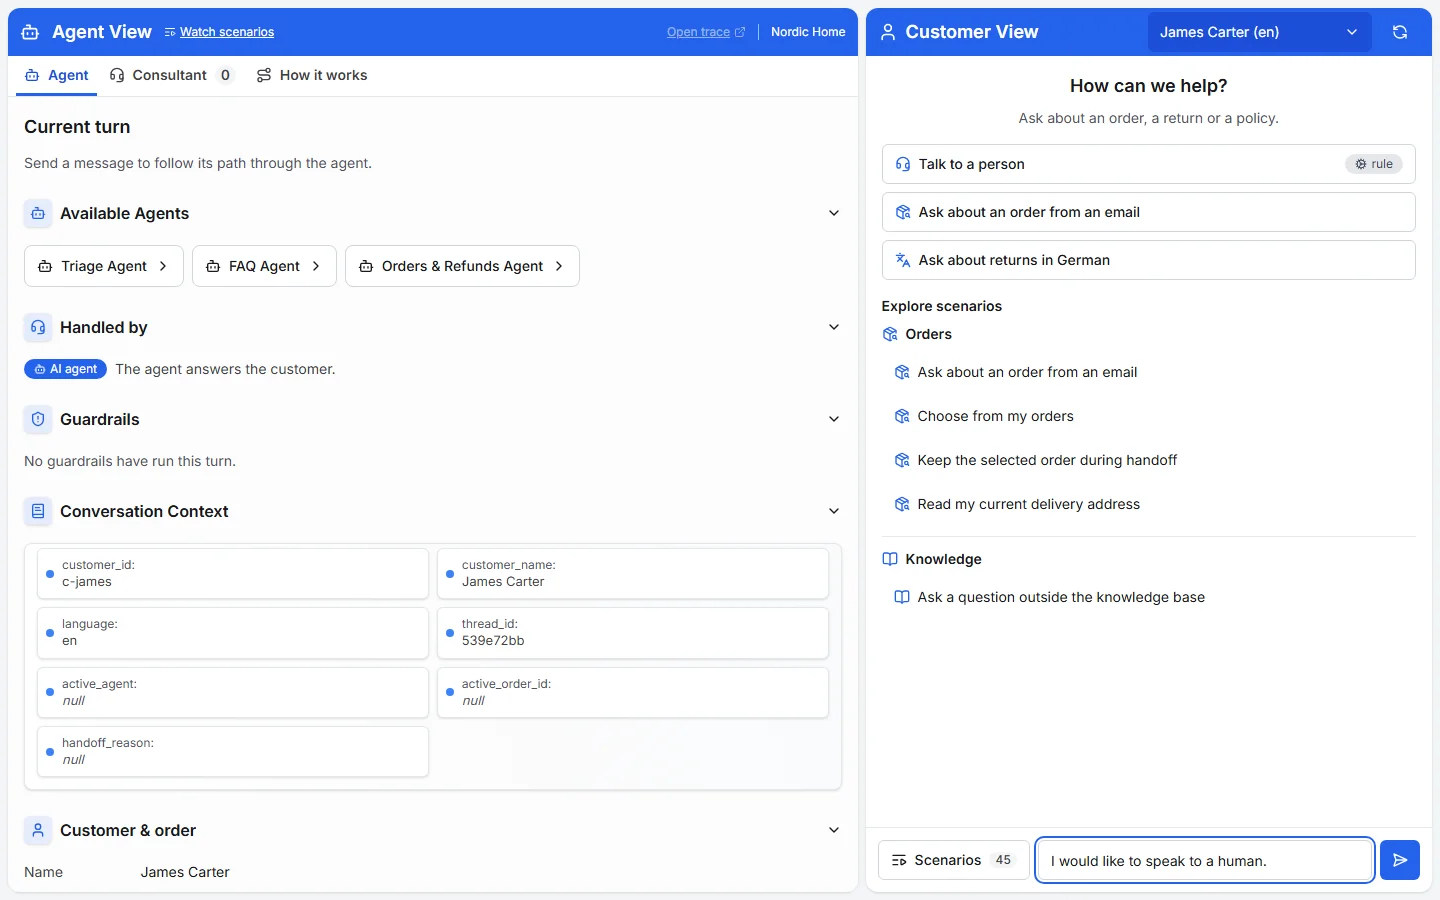 Agent View
Watch scenarios
Open trace
Nordic Home
Agent
Consultant 0
How it works
Current turn
Send a message to follow its path through the agent.
Available Agents
Triage Agent
FAQ Agent
Orders & Refunds Agent
Handled by
AI agent
The agent answers the customer.
Guardrails
No guardrails have run this turn.
Conversation Context
customer_id:
c-james
customer_name:
James Carter
language:
en
thread_id:
539e72bb
active_agent:
null
active_order_id:
null
handoff_reason:
null
Customer & order
Name James Carter
Customer View
James Carter (en)
How can we help?
Ask about an order, a return or a policy.
Talk to a person
rule
Ask about an order from an email
Ask about returns in German
Explore scenarios
Orders
Ask about an order from an email
Choose from my orders
Keep the selected order during handoff
Read my current delivery address
Knowledge
Ask a question outside the knowledge base
Scenarios 45
I would like to speak to a human.